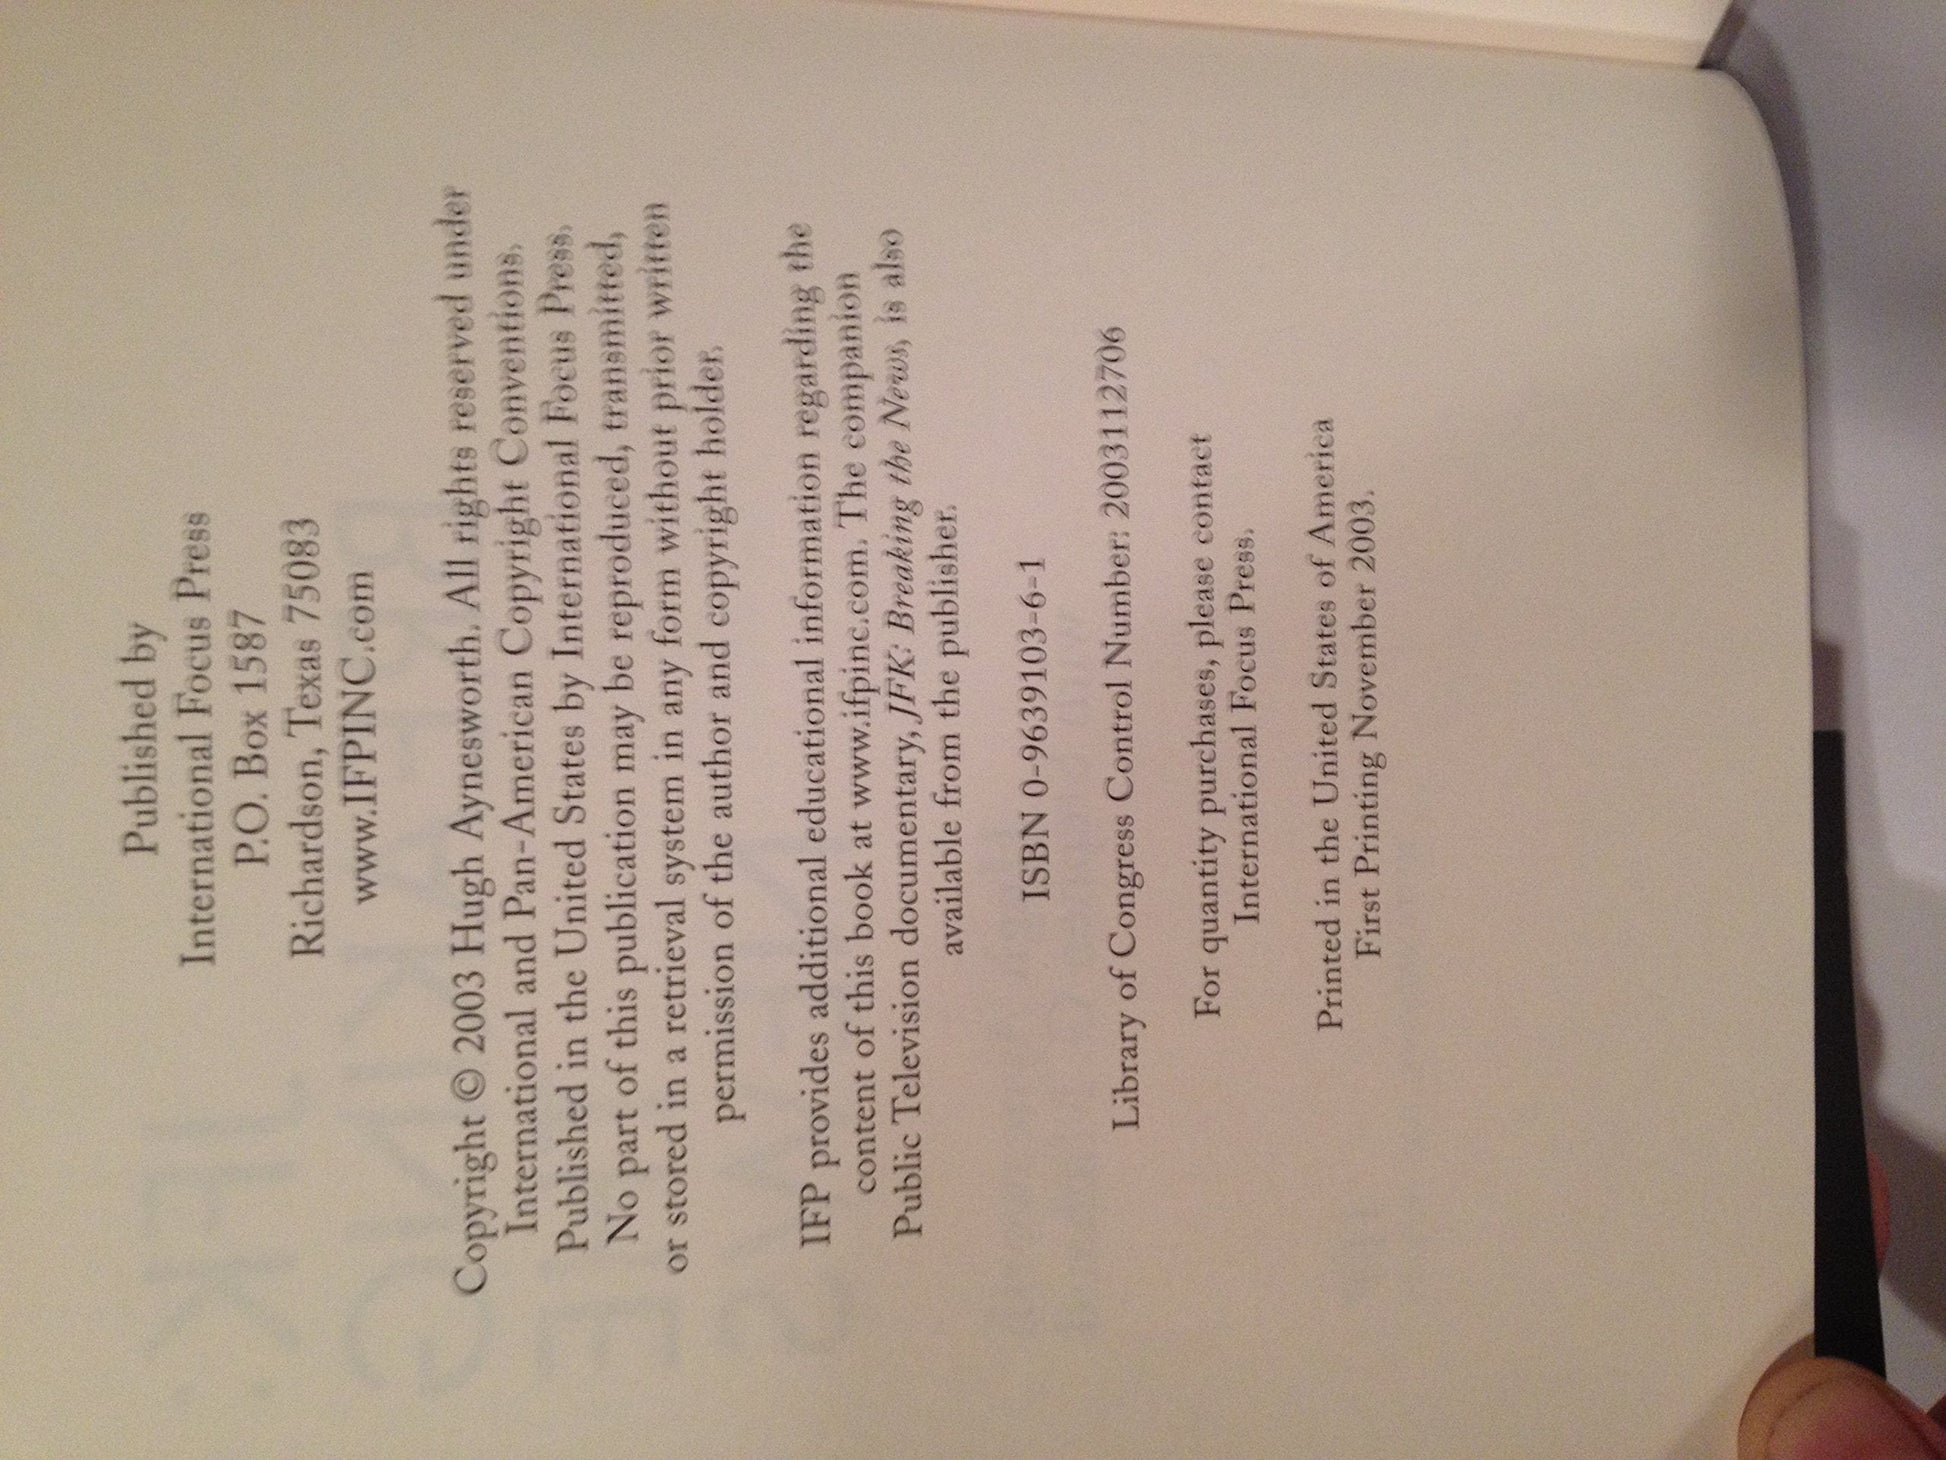 Published by
International Focus Press
P.O. Box 1587
Richardson, Texas 75083
www.IFPINC.com
Copyright © 2003 Hugh Aynesworth. All rights reserved under
International and Pan-American Copyright Conventions.
Published in the United States by International Focus Press.
No part of this publication may be reproduced, transmitted,
or stored in a retrieval system in any form without prior written
permission of the author and copyright holder.
IFP provides additional educational information regarding the
content of this book at www.ifpinc.com. The companion
Public Television documentary, JFK: Breaking the News, is also
available from the publisher.
ISBN 0-9639103-6-1
Library of Congress Control Number: 2003112706
For quantity purchases, please contact
International Focus Press.
Printed in the United States of America
First Printing November 2003.